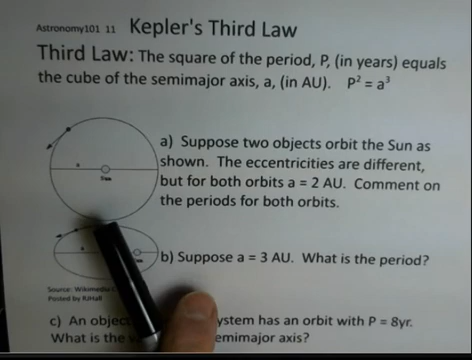 Astronomy101 11 Kepler's Third Law
Third Law: The square of the period, P, (in years) equals
the cube of the semimajor axis, a, (in AU). P² = a³
a) Suppose two objects orbit the Sun as
shown. The eccentricities are different,
but for both orbits a = 2 AU. Comment on
the periods for both orbits.
b) Suppose a = 3 AU. What is the period?
Source: Wikimedia
Posted by RJHall
c) An objec ystem has an orbit with P = 8yr.
What is the emimajor axis?